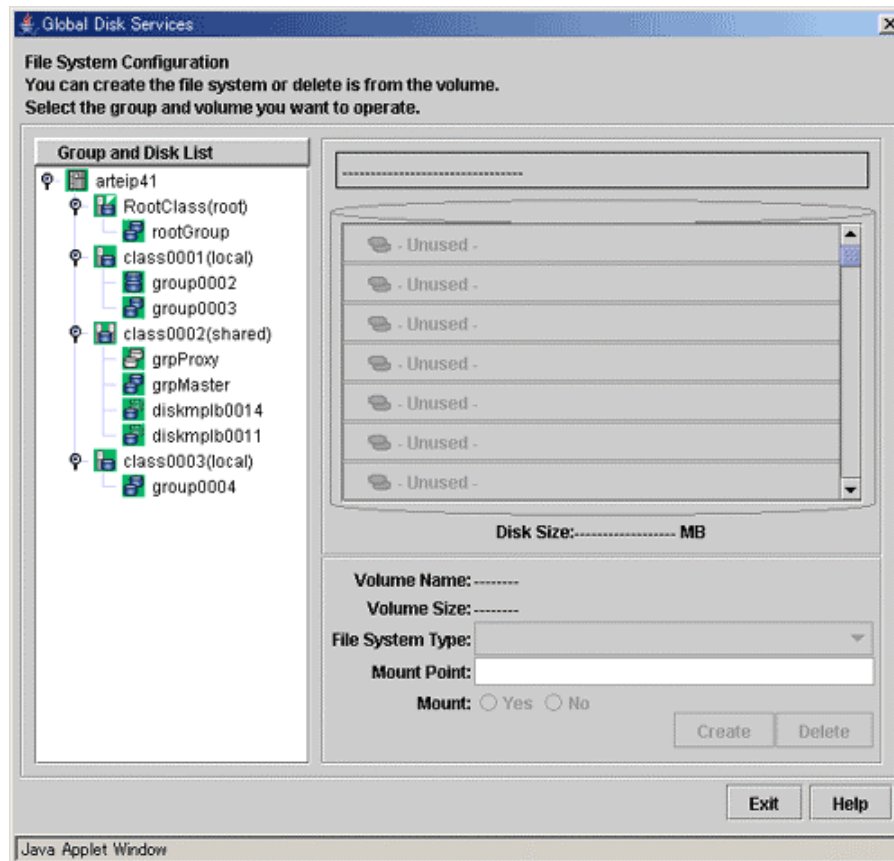 Global Disk Services
File System Configuration
You can create the file system or delete is from the volume.
Select the group and volume you want to operate.
Group and Disk List
arteip41
RootClass(root)
rootGroup
class0001(local)
group0002
group0003
class0002(shared)
grpProxy
grpMaster
diskmplb0014
diskmplb0011
class0003(local)
group0004
--------------------------------
- Unused -
- Unused -
- Unused -
- Unused -
- Unused -
- Unused -
- Unused -
Disk Size:------------------ MB
Volume Name: --------
Volume Size: --------
File System Type:
Mount Point:
Mount: Yes No
Create Delete
Exit Help
Java Applet Window